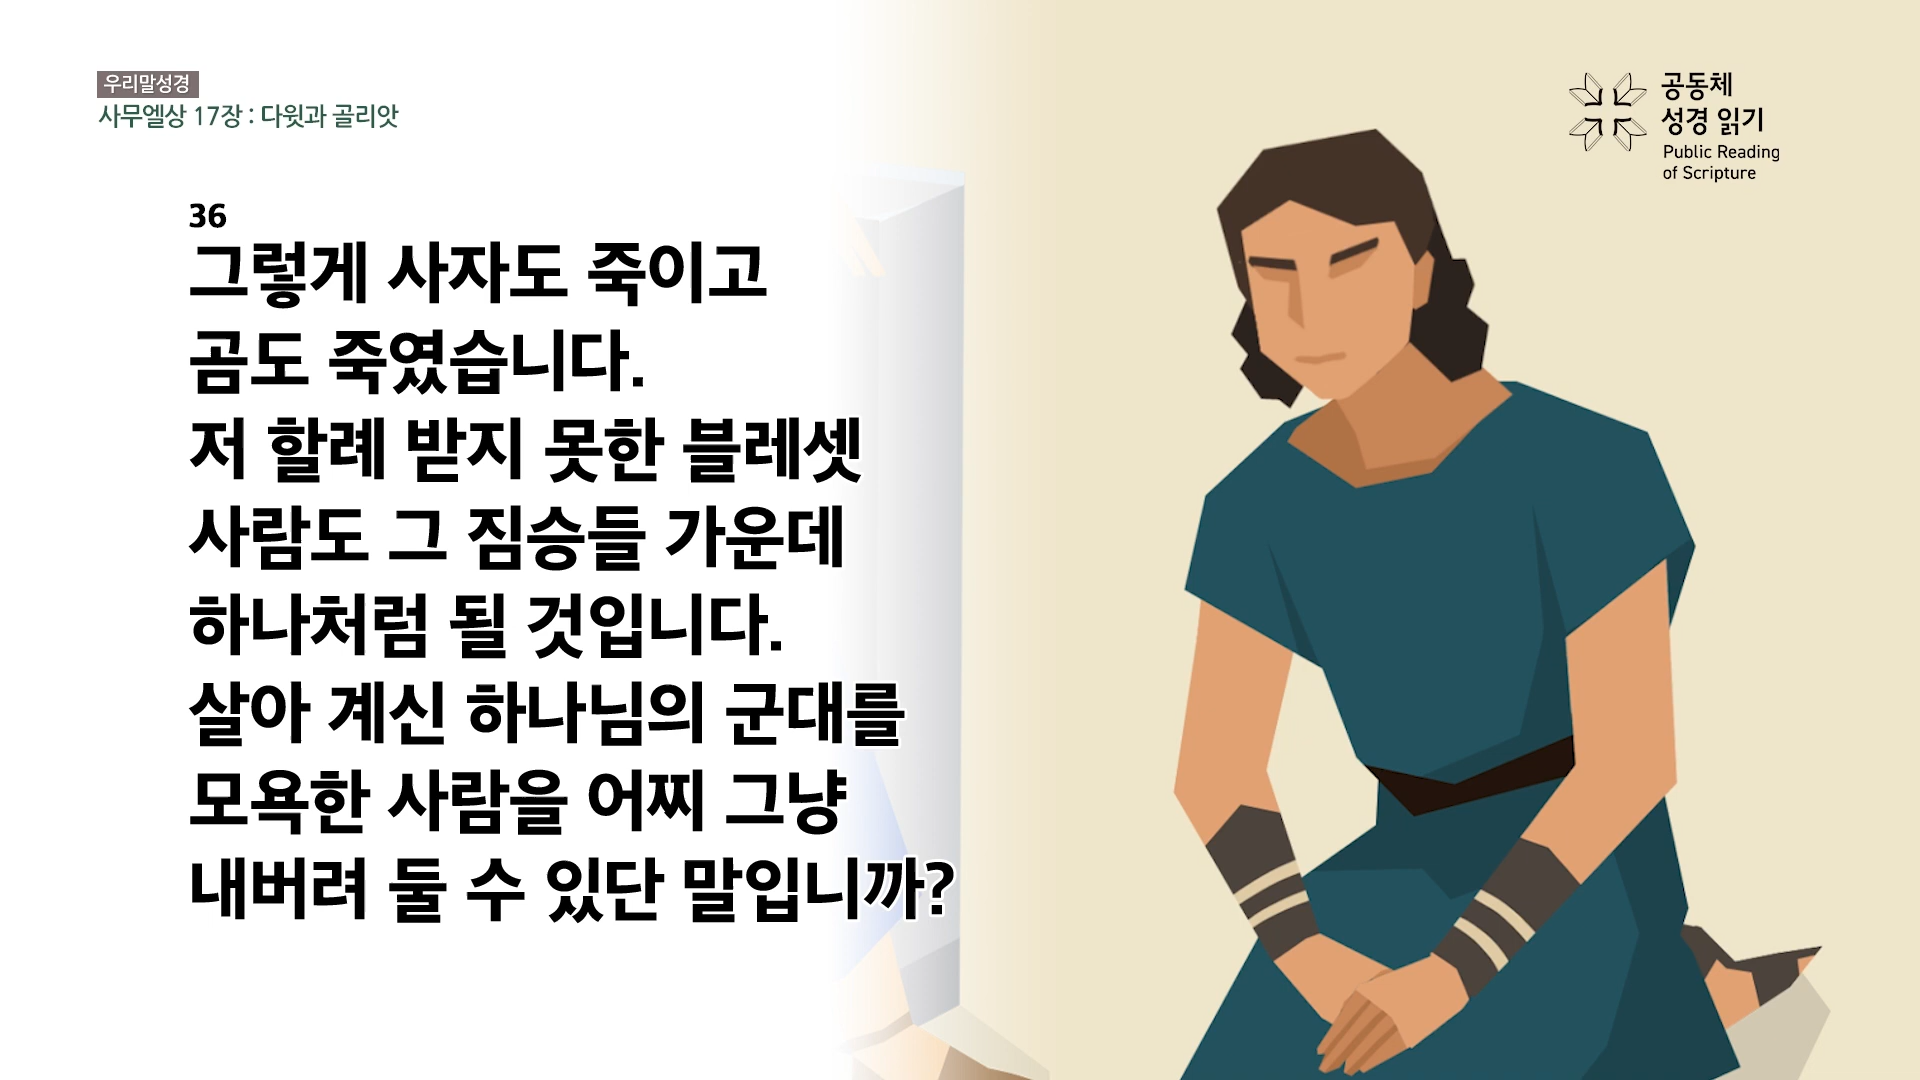 우리말성경
사무엘상 17장 : 다윗과 골리앗
공동체
성경 읽기
Public Reading
of Scripture
36
그렇게 사자도 죽이고
곰도 죽였습니다.
저 할례 받지 못한 블레셋
사람도 그 짐승들 가운데
하나처럼 될 것입니다.
살아 계신 하나님의 군대를
모욕한 사람을 어찌 그냥
내버려 둘 수 있단 말입니까?